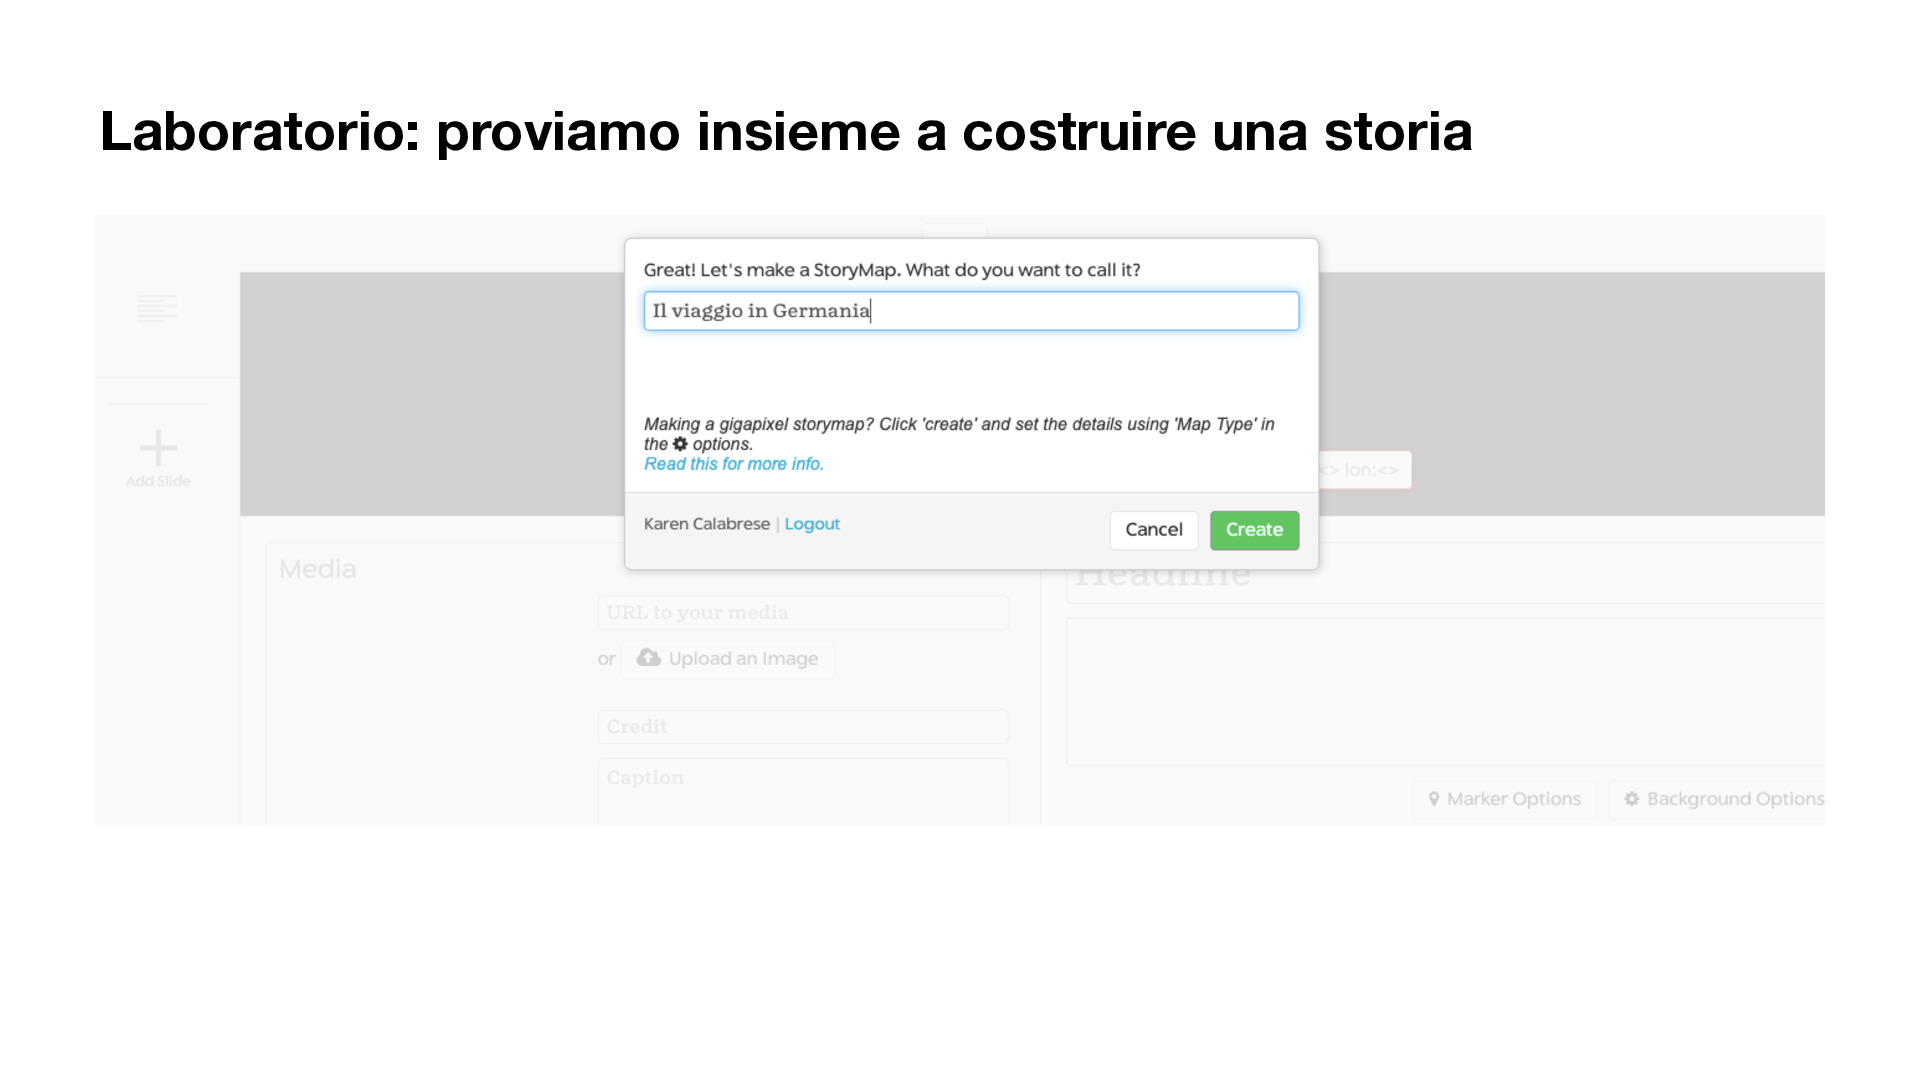 Laboratorio: proviamo insieme a costruire una storia
Great! Let's make a StoryMap. What do you want to call it?
Il viaggio in Germania
Making a gigapixel storymap? Click 'create' and set the details using 'Map Type' in
the options.
Read this for more info.
<> lon:<>
Add Slide
Karen Calabrese | Logout
Cancel
Create
Media
Headline
URL to your media
or
Upload an Image
Credit
Caption
Marker Options
Background Options